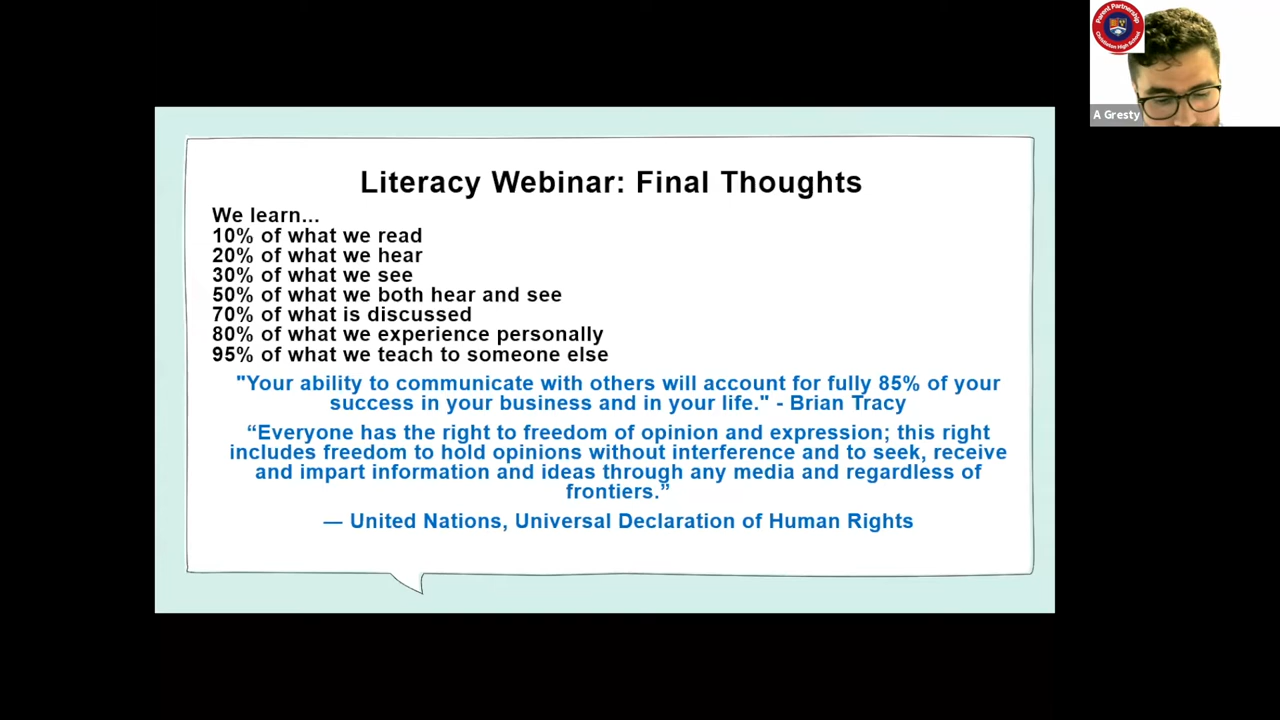 Literacy Webinar: Final Thoughts
We learn...
10% of what we read
20% of what we hear
30% of what we see
50% of what we both hear and see
70% of what is discussed
80% of what we experience personally
95% of what we teach to someone else
"Your ability to communicate with others will account for fully 85% of your
success in your business and in your life." - Brian Tracy
“Everyone has the right to freedom of opinion and expression; this right
includes freedom to hold opinions without interference and to seek, receive
and impart information and ideas through any media and regardless of
frontiers.”
— United Nations, Universal Declaration of Human Rights
Parent Partnership
Christleton High School
A Gresty